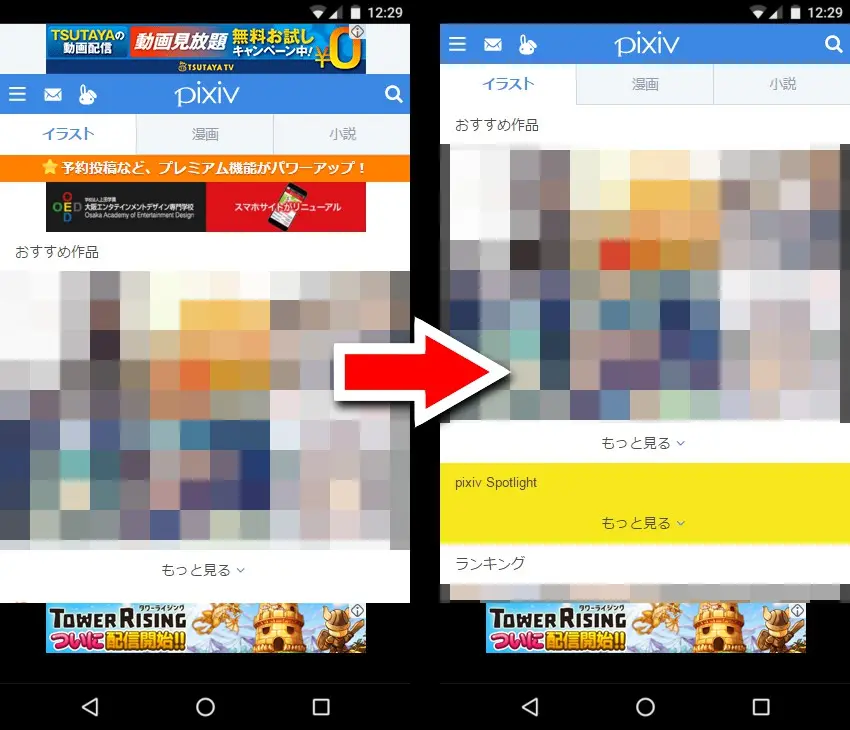 12:29
TSUTAYAの
動画配信
動画見放題
無料お試し
キャンペーン中!
¥0
TSUTAYA TV
pixiv
イラスト
漫画
小説
予約投稿など、プレミアム機能がパワーアップ!
OED
学校法人上田学園
大阪エンタテインメントデザイン専門学校
Osaka Academy of Entertainment Design
スマホサイトがリニューアル
おすすめ作品
もっと見る
タワーライジング
TOWER RISING
ついに配信開始!!
12:29
pixiv
イラスト
漫画
小説
おすすめ作品
もっと見る
pixiv Spotlight
もっと見る
ランキング
タワーライジング
TOWER RISING
ついに配信開始!!